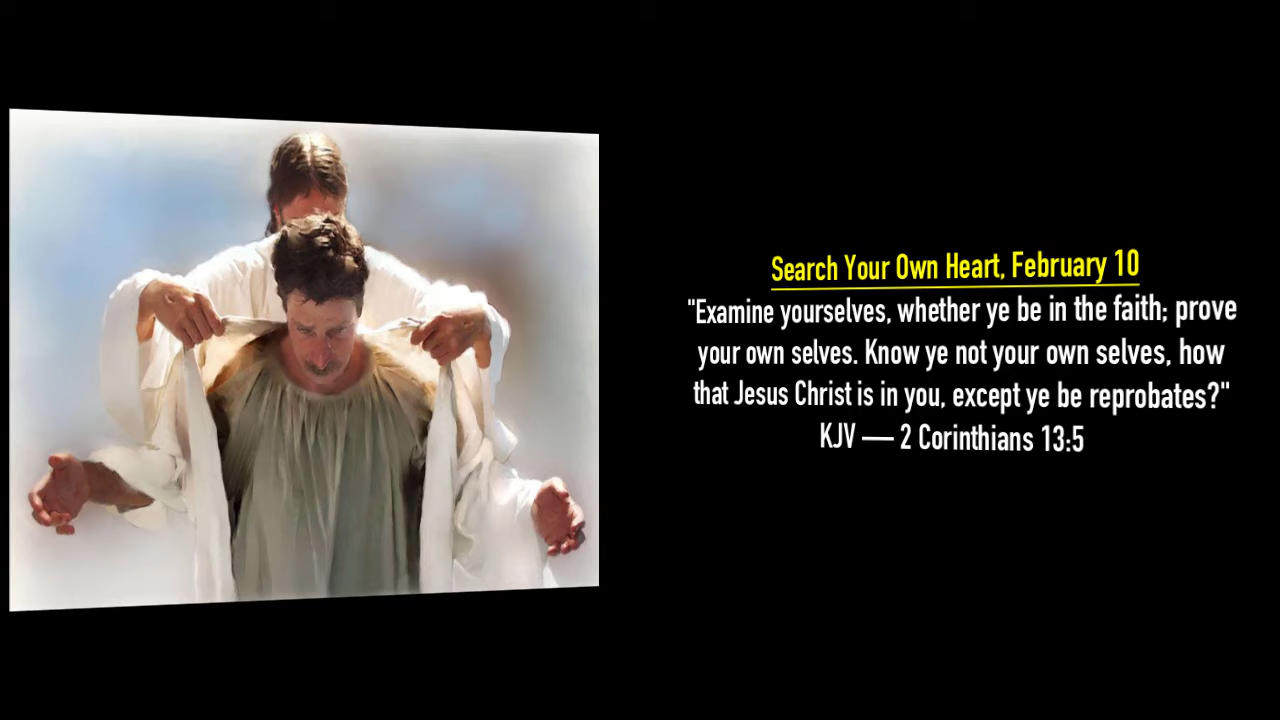 Search Your Own Heart, February 10
"Examine yourselves, whether ye be in the faith; prove
your own selves. Know ye not your own selves, how
that Jesus Christ is in you, except ye be reprobates?"
KJV — 2 Corinthians 13:5